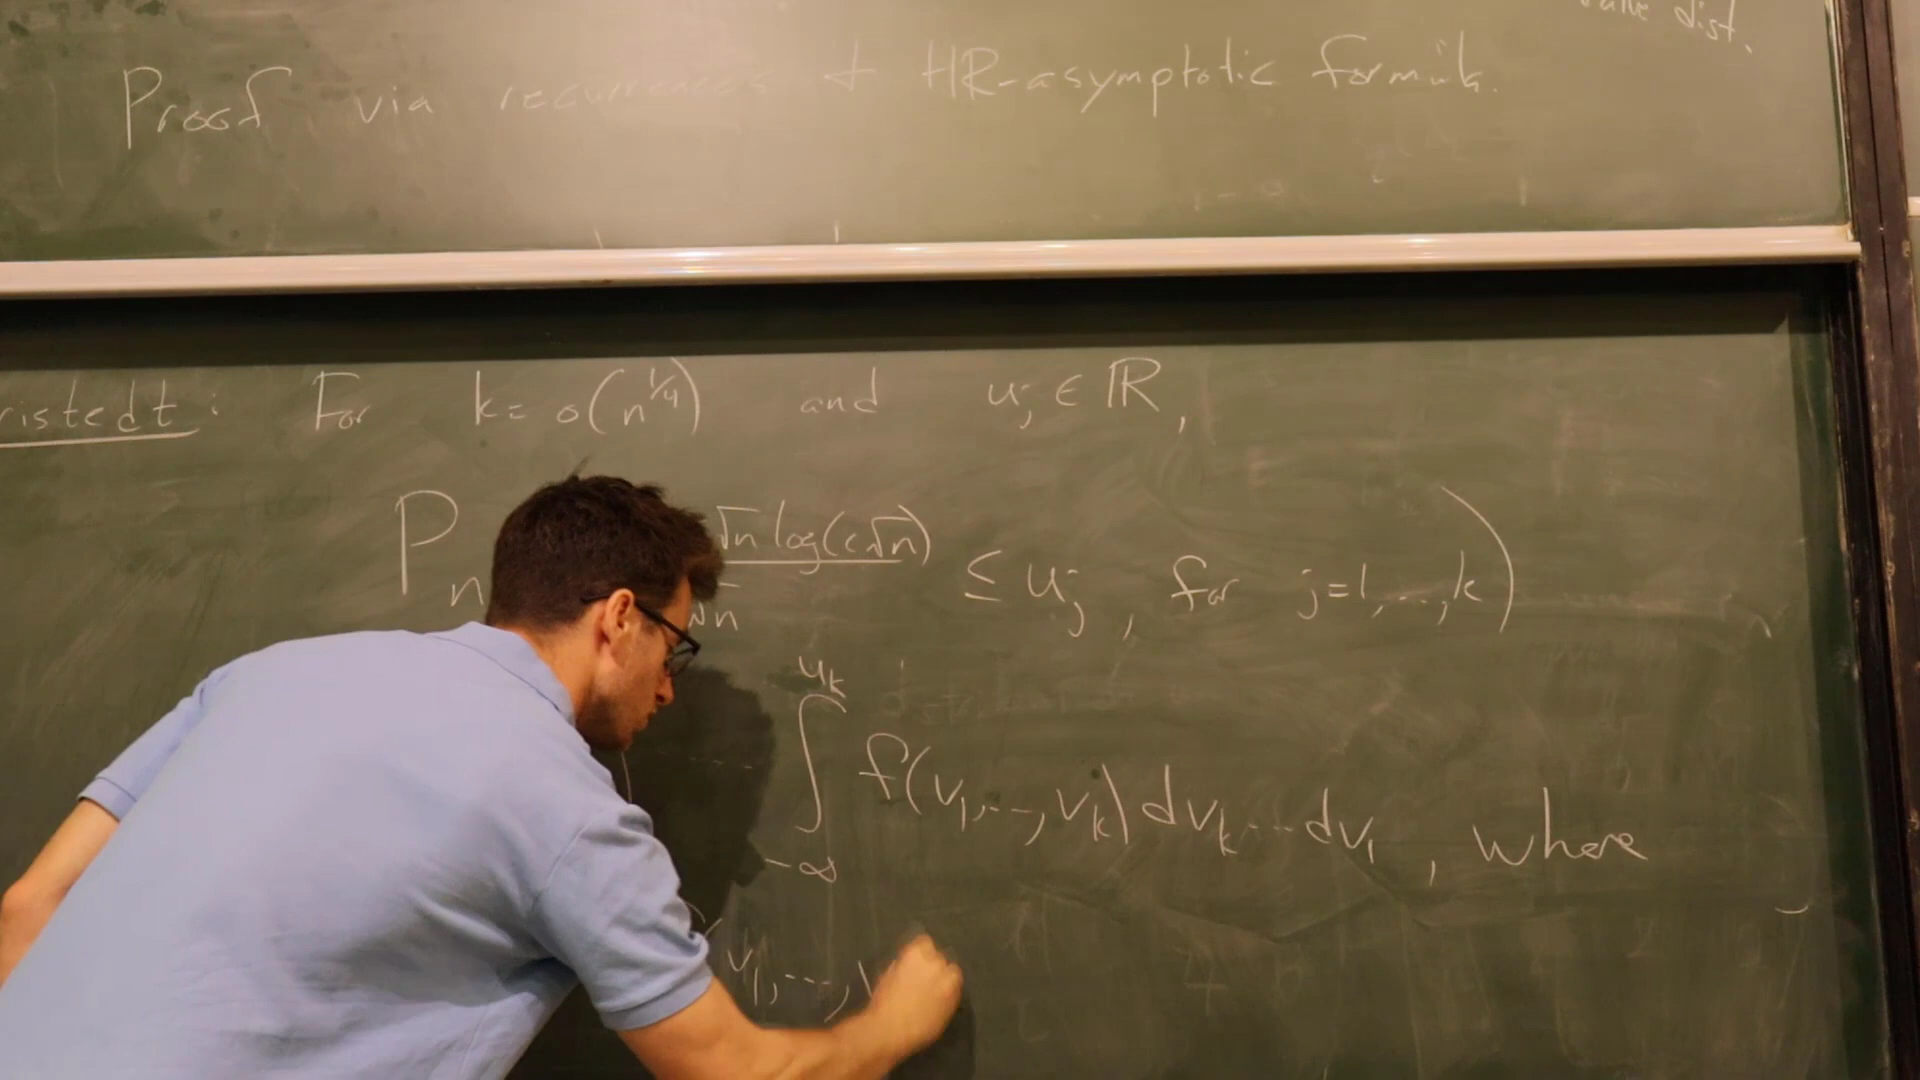 dist.
Proof via recurrences + HR-asymptotic formula.
ristedt: For k = o(n^{1/4}) and u_j ∈ ℝ,
P_n √n log(c√n) ≤ u_j, for j=1,...,k)
√n
u_k
∫ f(v_1,...,v_k) dv_k ... dv_1, where
-∞
v_1,...,